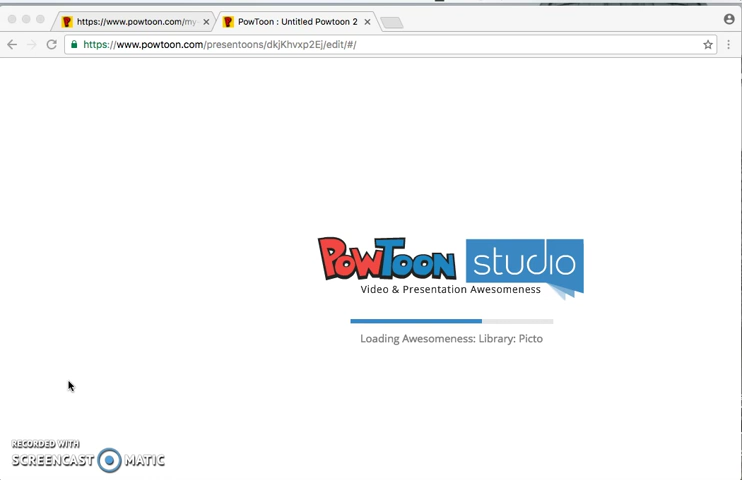 https://www.powtoon.com/my
PowToon : Untitled Powtoon 2
https://www.powtoon.com/presentoons/dkjKhvxp2Ej/edit/#/
POWTOON studio
Video & Presentation Awesomeness
Loading Awesomeness: Library: Picto
RECORDED WITH
SCREENCAST MATIC